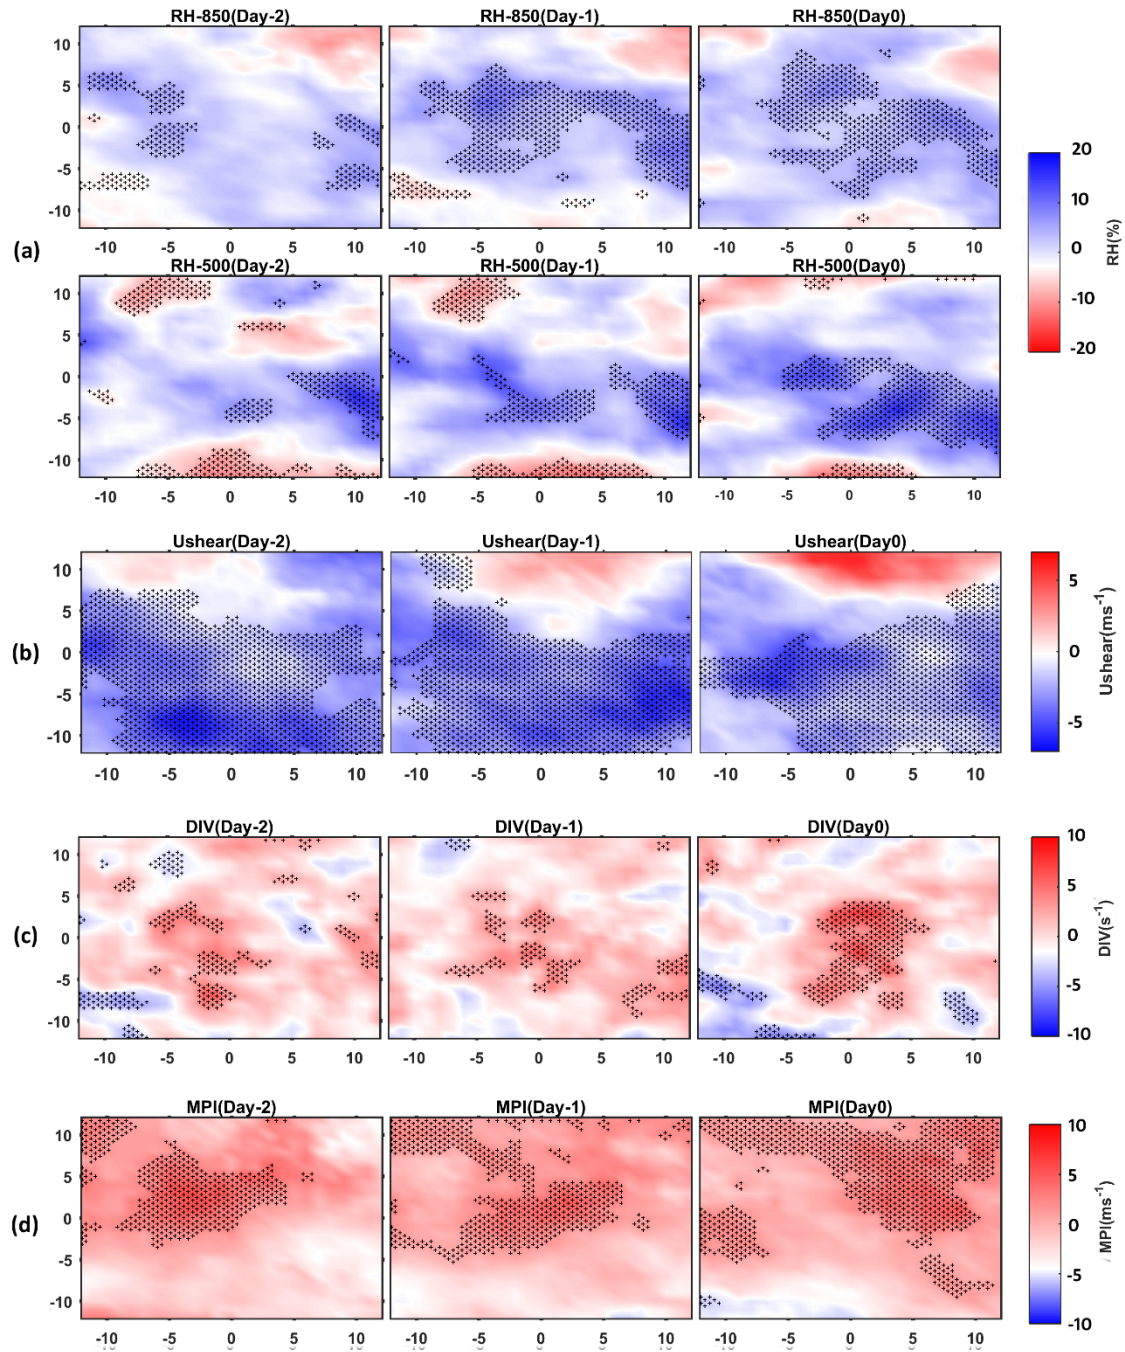 RH-850(Day-2) RH-850(Day-1) RH-850(Day0)
10 5 0 -5 -10
-10 -5 0 5 10 -10 -5 0 5 10 -10 -5 0 5 10
(a)
20 10 0 -10 -20
RH(%)
RH-500(Day-2) RH-500(Day-1) RH-500(Day0)
10 5 0 -5 -10
-10 -5 0 5 10 -10 -5 0 5 10 -10 -5 0 5 10
Ushear(Day-2) Ushear(Day-1) Ushear(Day0)
10 5 0 -5 -10
(b)
-10 -5 0 5 10 -10 -5 0 5 10 -10 -5 0 5 10
5 0 -5
Ushear(ms⁻¹)
DIV(Day-2) DIV(Day-1) DIV(Day0)
10 5 0 -5 -10
(c)
-10 -5 0 5 10 -10 -5 0 5 10 -10 -5 0 5 10
10 5 0 -5 -10
DIV(s⁻¹)
MPI(Day-2) MPI(Day-1) MPI(Day0)
10 5 0 -5 -10
(d)
-10 -5 0 5 10 -10 -5 0 5 10 -10 -5 0 5 10
10 5 0 -5 -10
MPI(ms⁻¹)